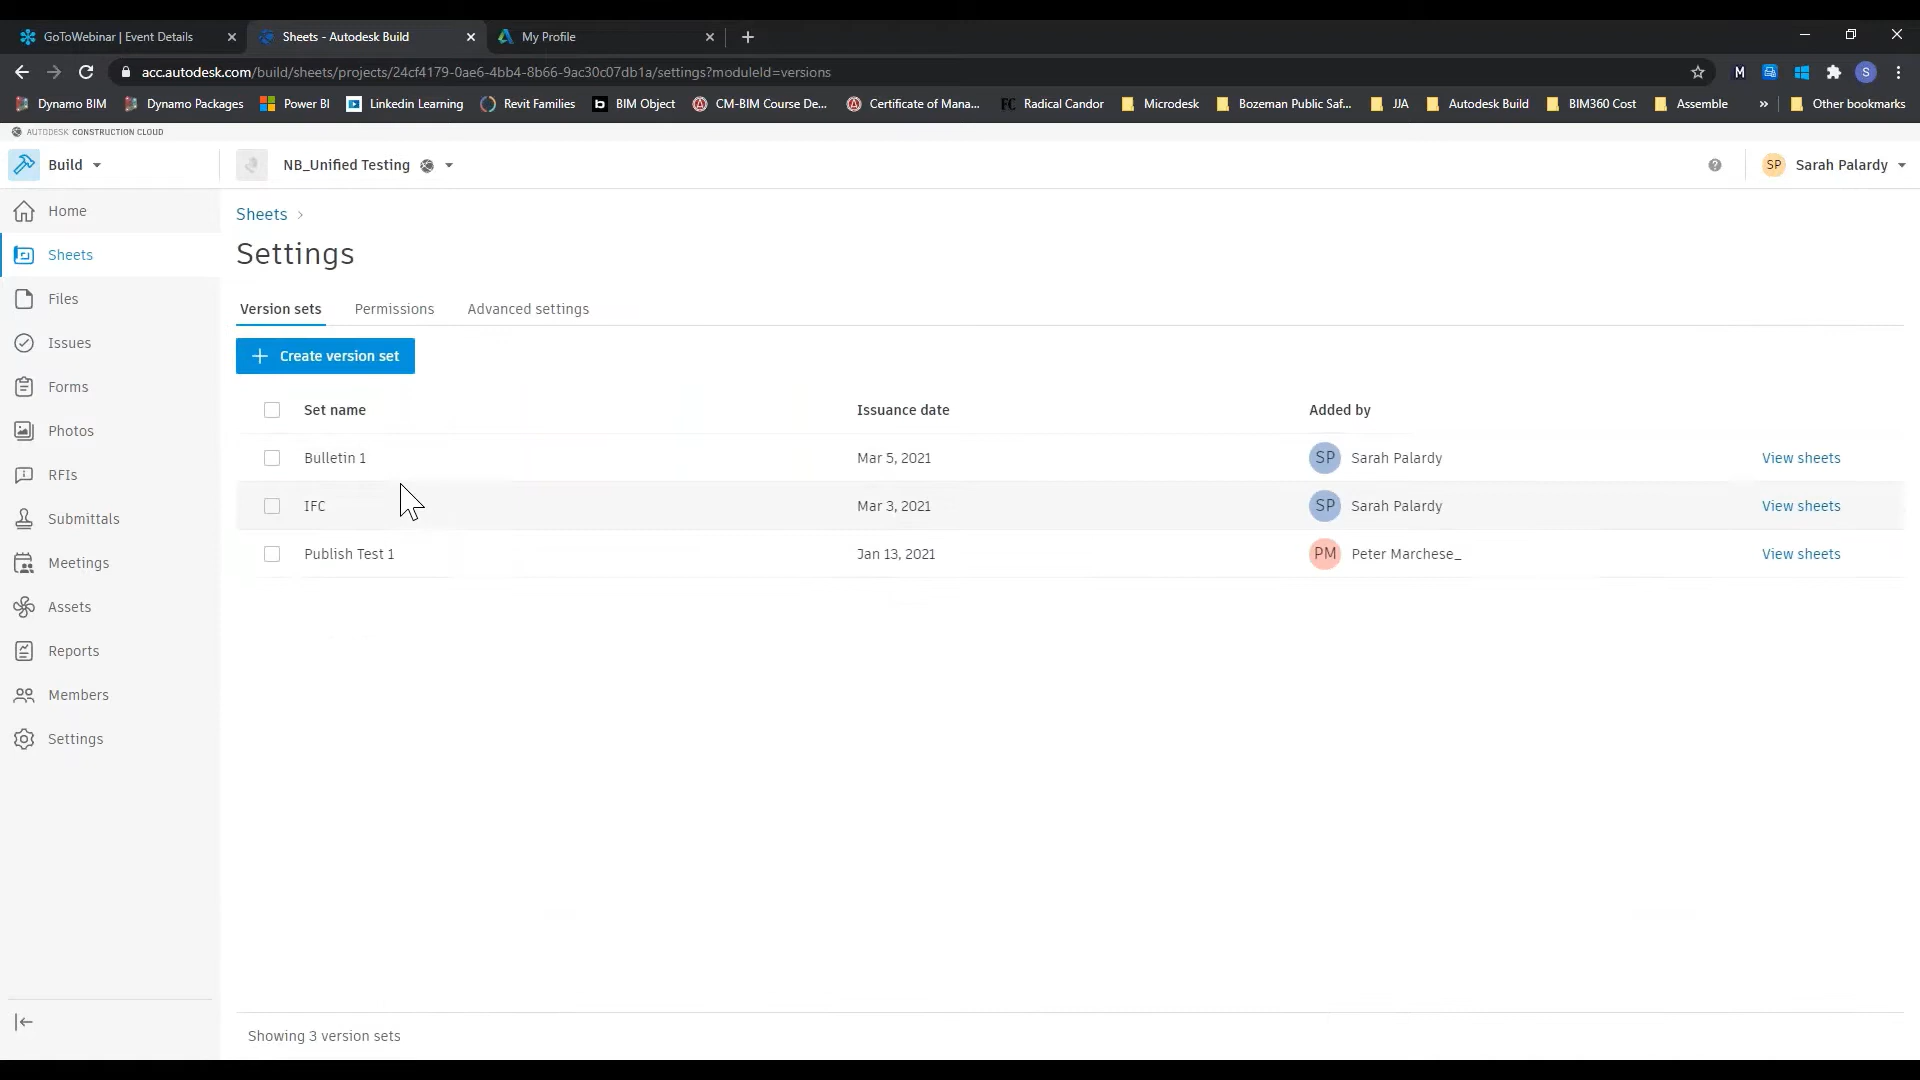 GoToWebinar | Event Details
Sheets - Autodesk Build
My Profile
acc.autodesk.com/build/sheets/projects/24cf4179-0ae6-4bb4-8b66-9ac30c07db1a/settings?moduleId=versions
M
S
Dynamo BIM
Dynamo Packages
Power BI
Linkedin Learning
Revit Families
b BIM Object
CM-BIM Course De...
Certificate of Mana...
FC Radical Candor
Microdesk
Bozeman Public Saf...
JJA
Autodesk Build
BIM360 Cost
Assemble
»
Other bookmarks
AUTODESK CONSTRUCTION CLOUD
Build
NB_Unified Testing
SP Sarah Palardy
Home
Sheets
Files
Issues
Forms
Photos
RFIs
Submittals
Meetings
Assets
Reports
Members
Settings
Sheets >
Settings
Version sets Permissions Advanced settings
+ Create version set
Set name Issuance date Added by
Bulletin 1 Mar 5, 2021 SP Sarah Palardy View sheets
IFC Mar 3, 2021 SP Sarah Palardy View sheets
Publish Test 1 Jan 13, 2021 PM Peter Marchese_ View sheets
Showing 3 version sets